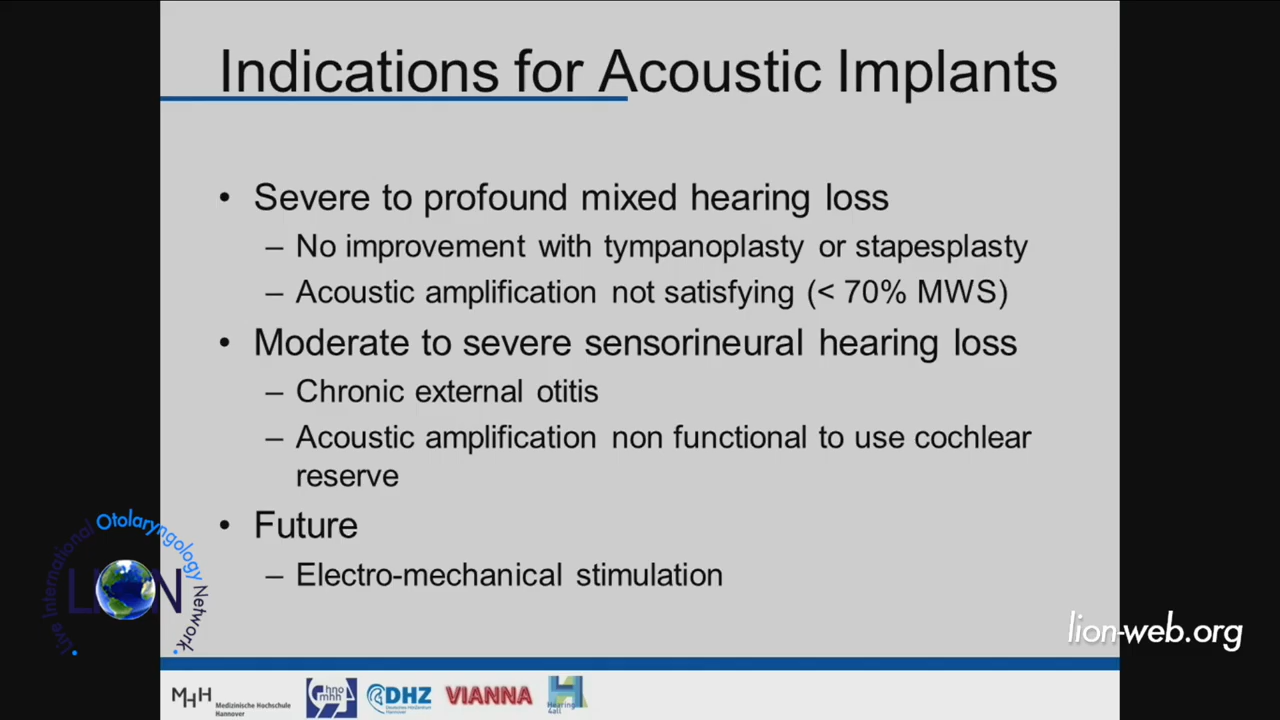 Indications for Acoustic Implants
• Severe to profound mixed hearing loss
– No improvement with tympanoplasty or stapesplasty
– Acoustic amplification not satisfying (< 70% MWS)
• Moderate to severe sensorineural hearing loss
– Chronic external otitis
– Acoustic amplification non functional to use cochlear
reserve
• Future
– Electro-mechanical stimulation
Live International Otolaryngology Network
LION
lion-web.org
MHH
Medizinische Hochschule
Hannover
hno
mhh
DHZ
Deutsches HörZentrum
Hannover
VIANNA
Hearing
4all